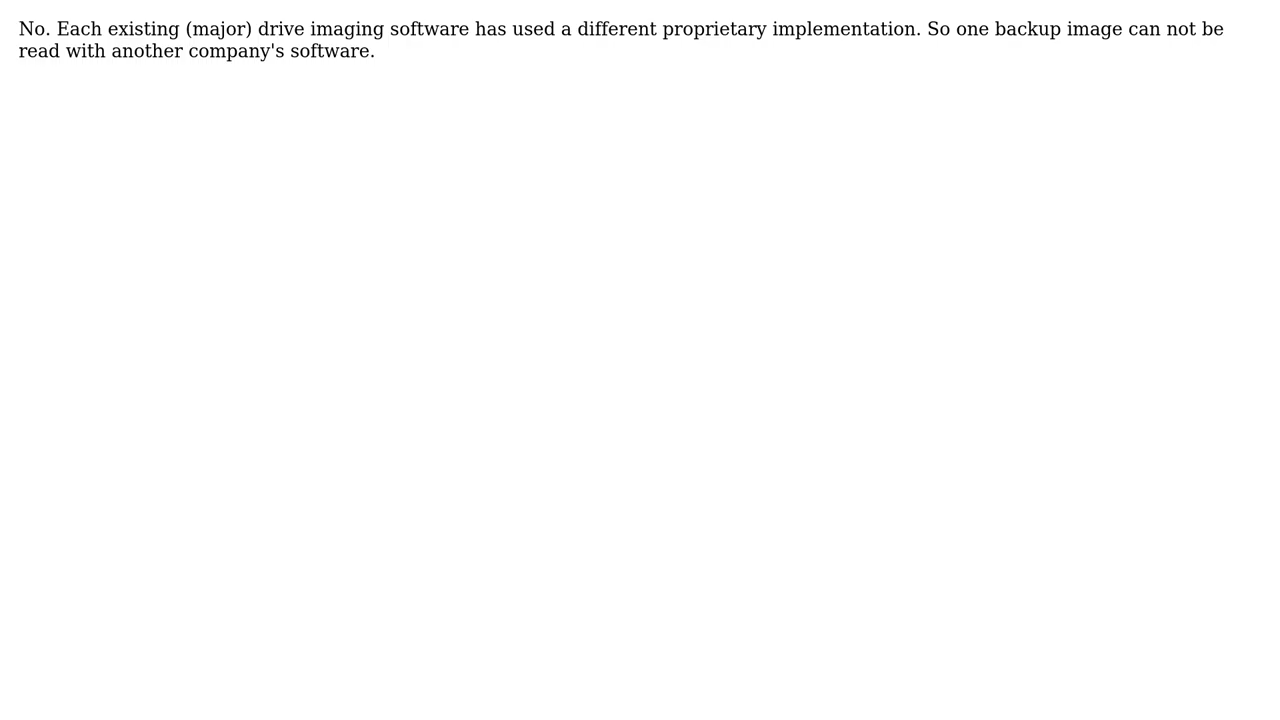 No. Each existing (major) drive imaging software has used a different proprietary implementation. So one backup image can not be
read with another company's software.